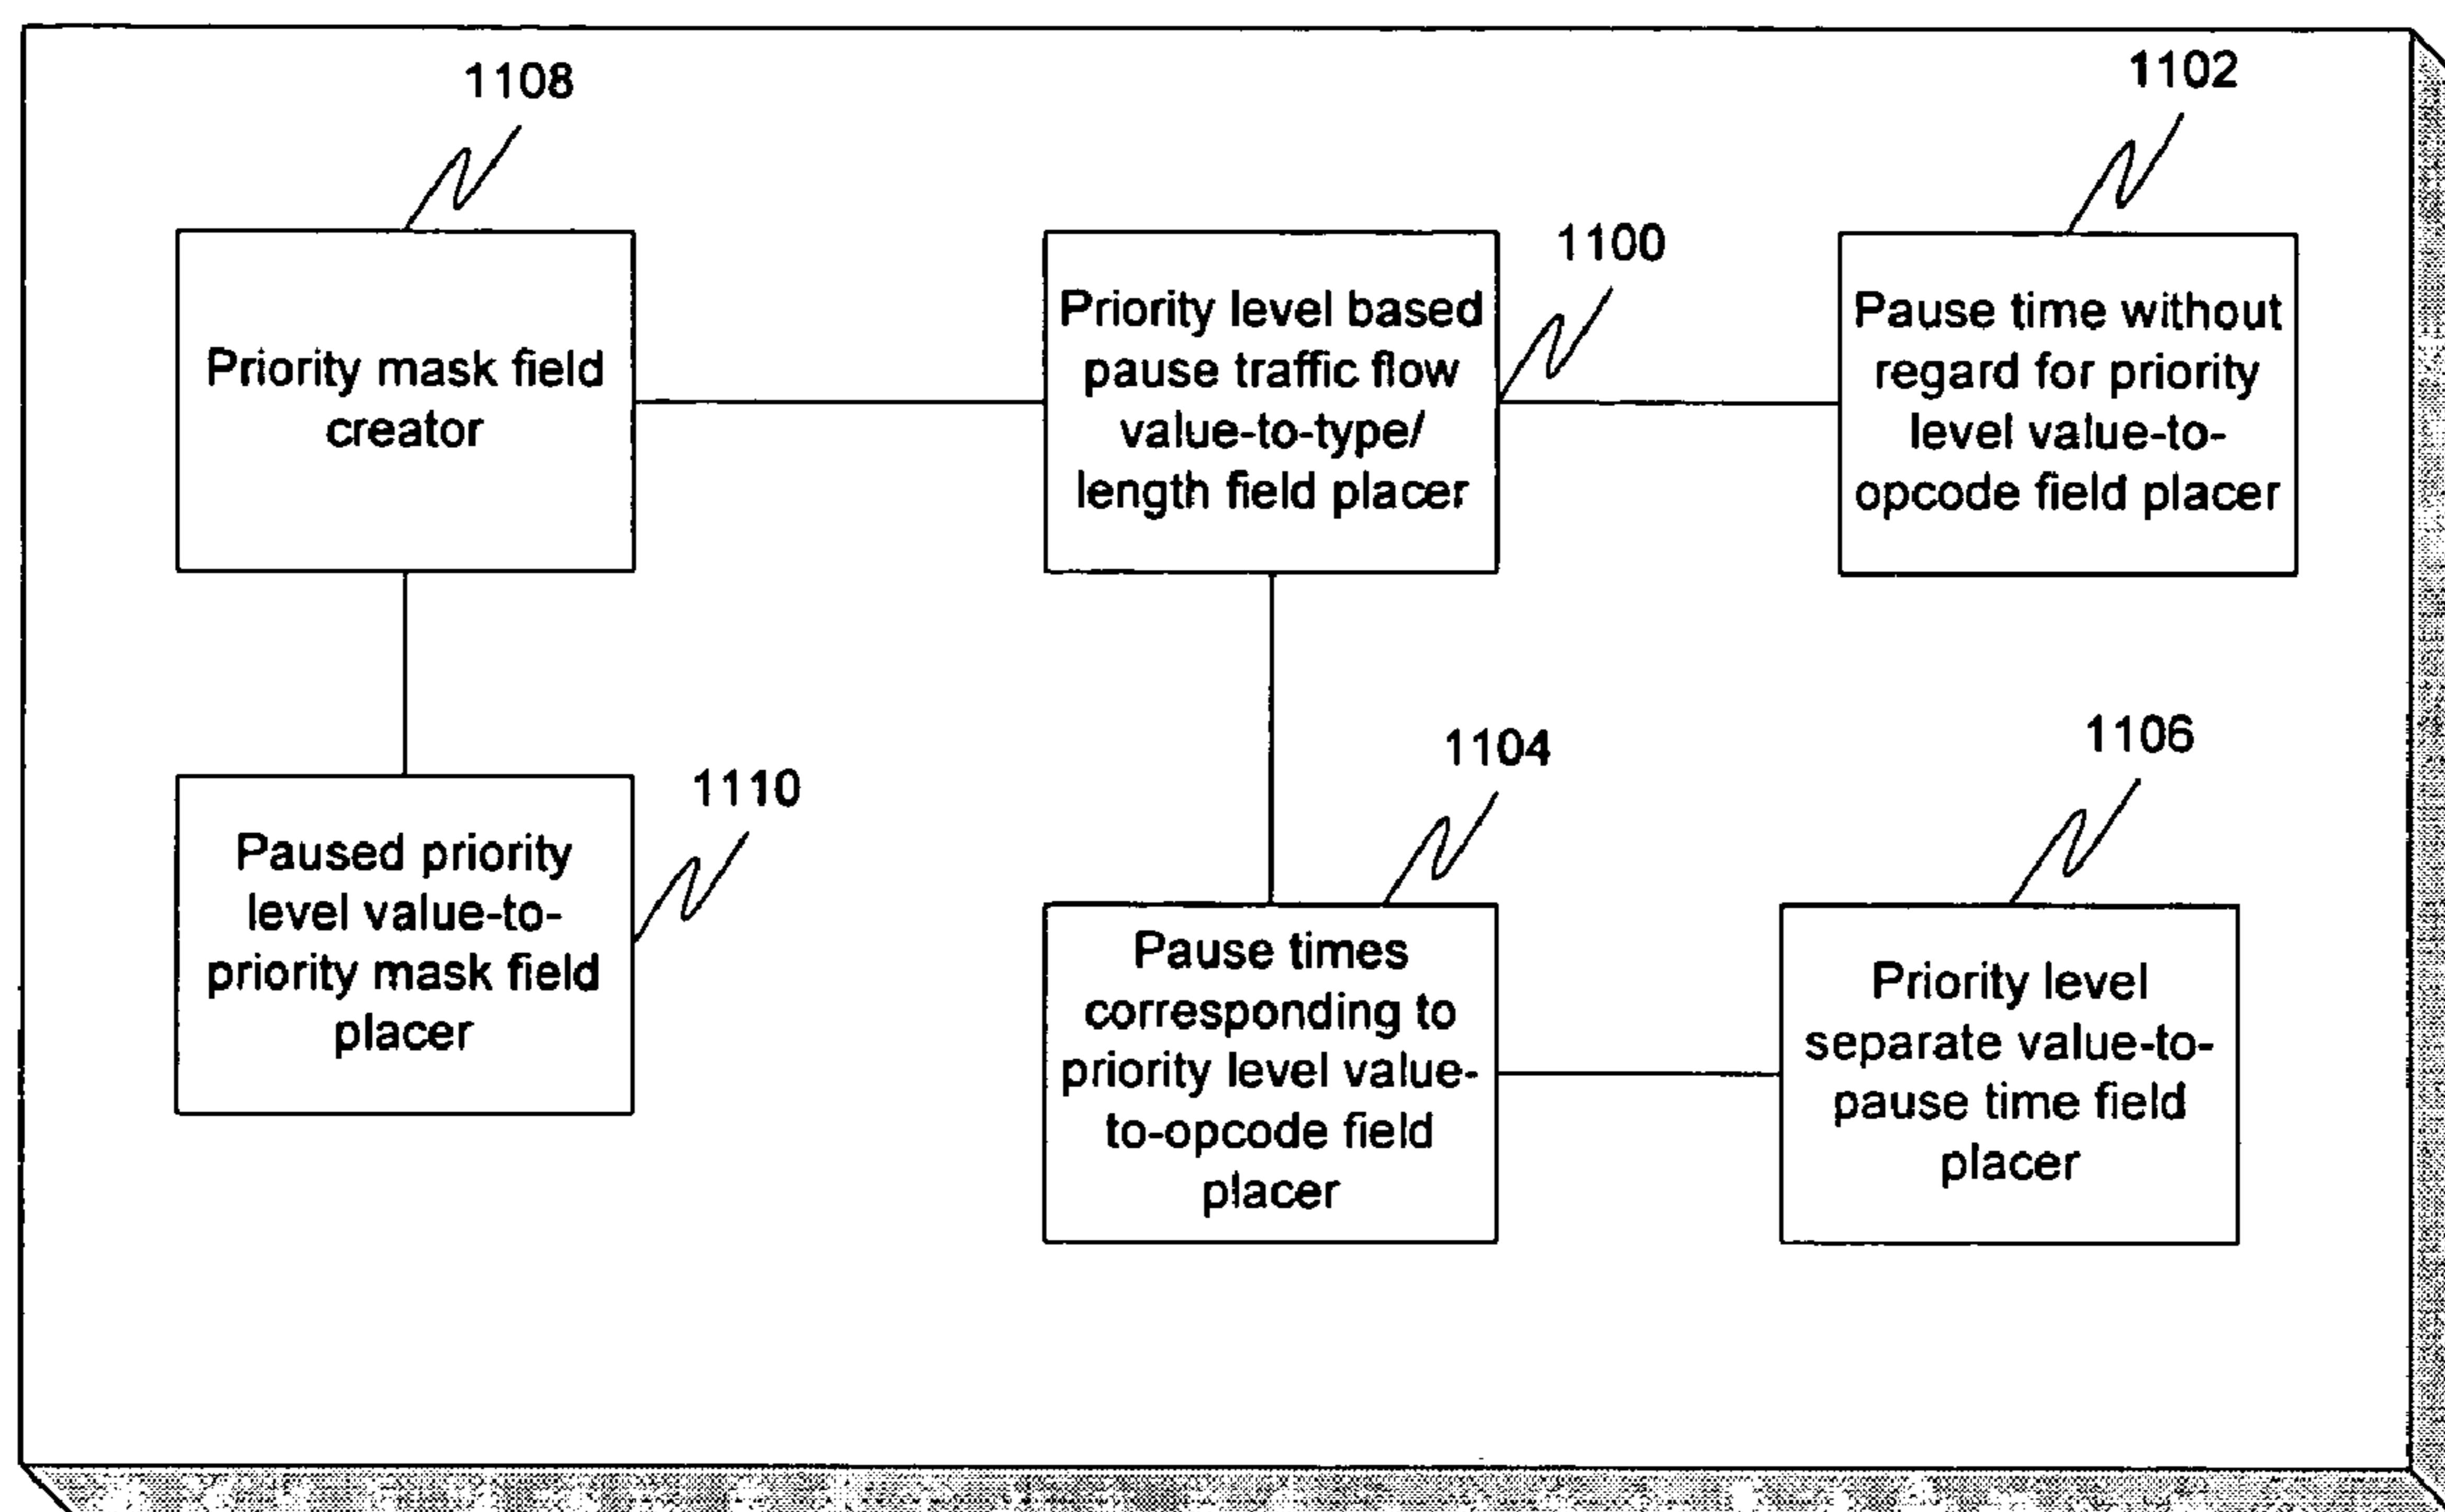 1108
1102
1100
Priority mask field
creator
Priority level based
pause traffic flow
value-to-type/
length field placer
Pause time without
regard for priority
level value-to-
opcode field placer
1110
1104
1106
Paused priority
level value-to-
priority mask field
placer
Pause times
corresponding to
priority level value-
to-opcode field
placer
Priority level
separate value-to-
pause time field
placer